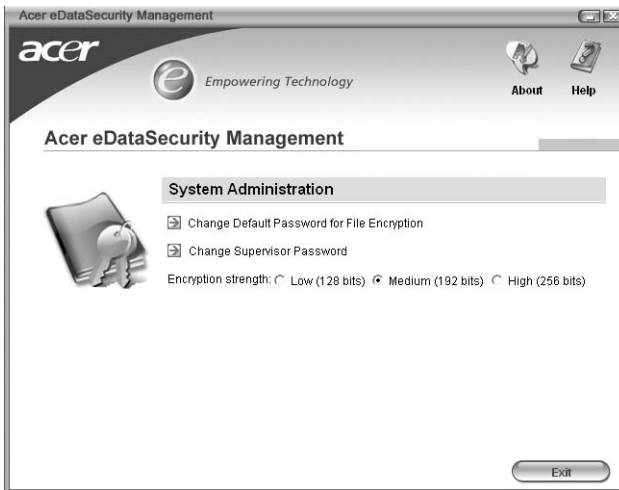 Acer eDataSecurity Management
acer
e Empowering Technology
About Help
Acer eDataSecurity Management
System Administration
Change Default Password for File Encryption
Change Supervisor Password
Encryption strength: Low (128 bits) Medium (192 bits) High (256 bits)
Exit